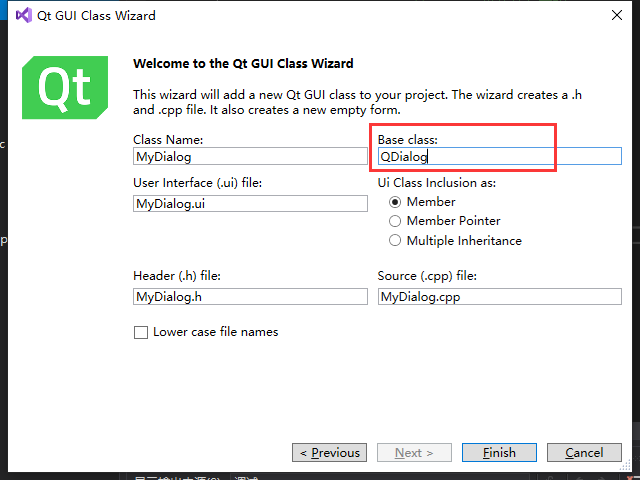 Qt GUI Class Wizard
Qt
Welcome to the Qt GUI Class Wizard
This wizard will add a new Qt GUI class to your project. The wizard creates a .h
and .cpp file. It also creates a new empty form.
Class Name:
MyDialog
Base class:
QDialog
User Interface (.ui) file:
MyDialog.ui
Ui Class Inclusion as:
Member
Member Pointer
Multiple Inheritance
Header (.h) file:
MyDialog.h
Source (.cpp) file:
MyDialog.cpp
Lower case file names
< Previous
Next >
Finish
Cancel